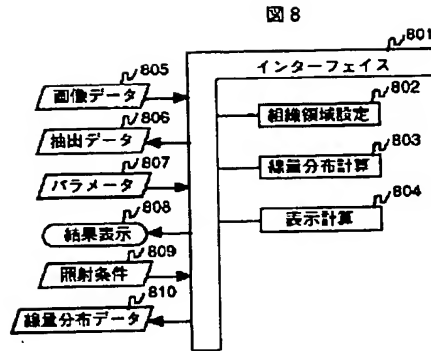 図8
801
インターフェイス
805
画像データ
802
組織領域設定
806
抽出データ
803
線量分布計算
807
パラメータ
804
表示計算
808
結果表示
809
照射条件
810
線量分布データ